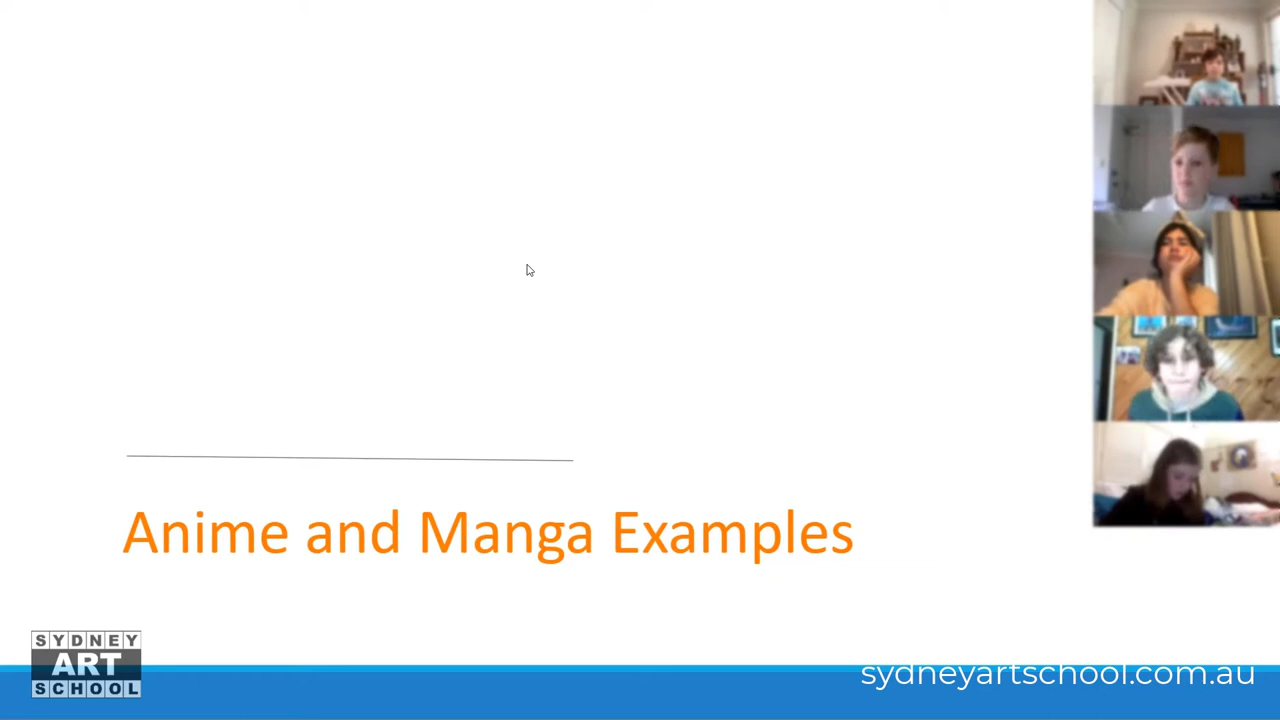 Anime and Manga Examples
SYDNEY
ART
SCHOOL
sydneyartschool.com.au